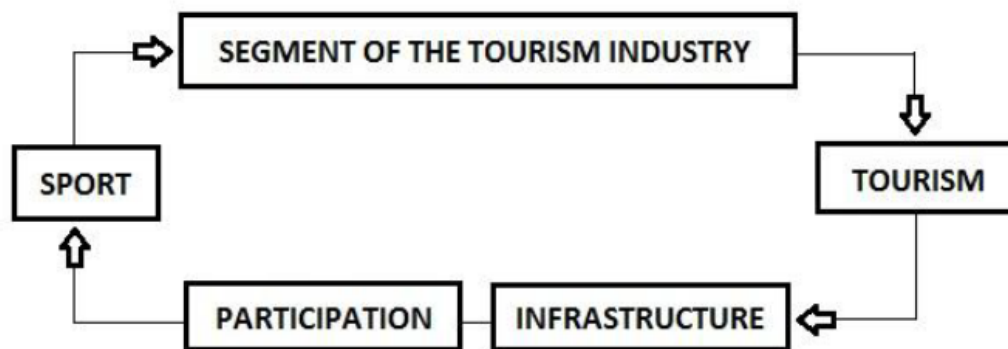 SEGMENT OF THE TOURISM INDUSTRY
SPORT
TOURISM
PARTICIPATION
INFRASTRUCTURE